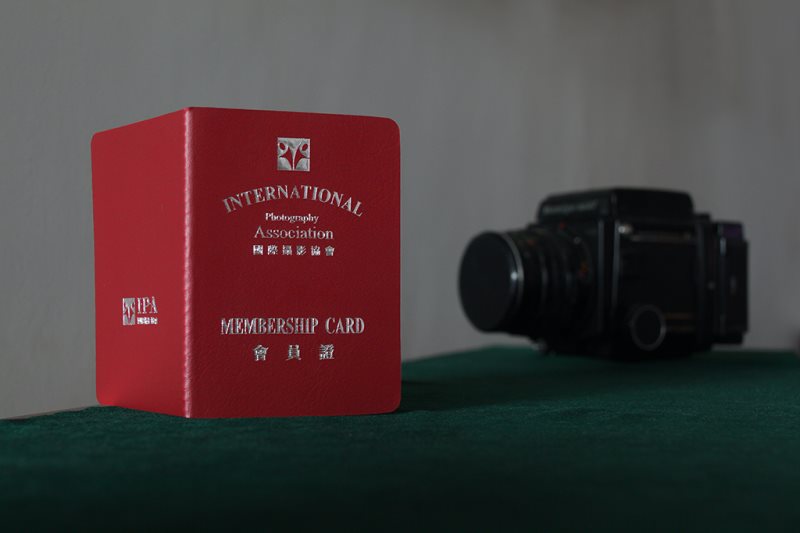 INTERNATIONAL
Photography
Association
國際攝影協會
MEMBERSHIP CARD
會員證
IPA